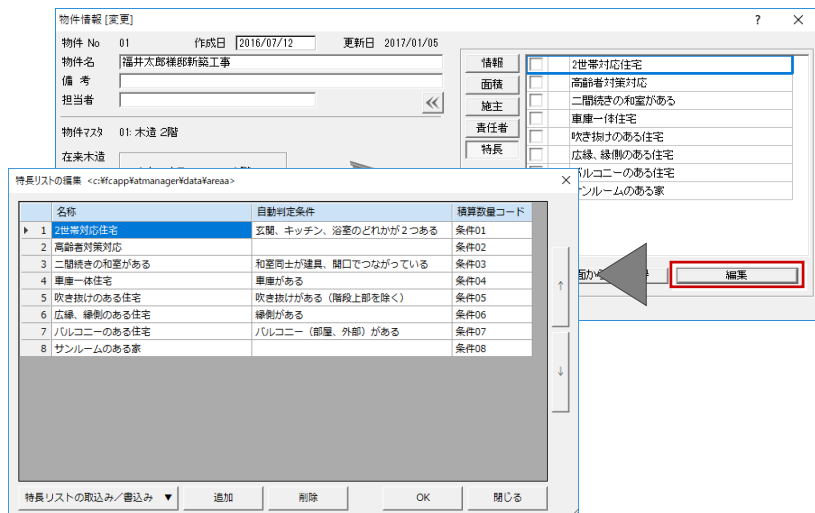 物件情報 [変更]
? ×
物件 No 01 作成日 2016/07/12 更新日 2017/01/05
物件名 福井太郎様邸新築工事
備 考
担当者
物件マスタ 01: 木造 2階
在来木造
情報
面積
施主
責任者
特長
2世帯対応住宅
高齢者対策対応
二間続きの和室がある
車庫一体住宅
吹き抜けのある住宅
広縁、縁側のある住宅
バルコニーのある住宅
サンルームのある家
編集
特長リストの編集 <c:¥fcapp¥atmanager¥data¥areaa>
×
名称 自動判定条件 積算数量コード
1 2世帯対応住宅 玄関、キッチン、浴室のどれかが2つある 条件01
2 高齢者対策対応 条件02
3 二間続きの和室がある 和室同士が建具、開口でつながっている 条件03
4 車庫一体住宅 車庫がある 条件04
5 吹き抜けのある住宅 吹き抜けがある（階段上部を除く） 条件05
6 広縁、縁側のある住宅 縁側がある 条件06
7 バルコニーのある住宅 バルコニー（部屋、外部）がある 条件07
8 サンルームのある家 条件08
↑
↓
特長リストの取込み／書込み ▼ 追加 削除 OK 閉じる